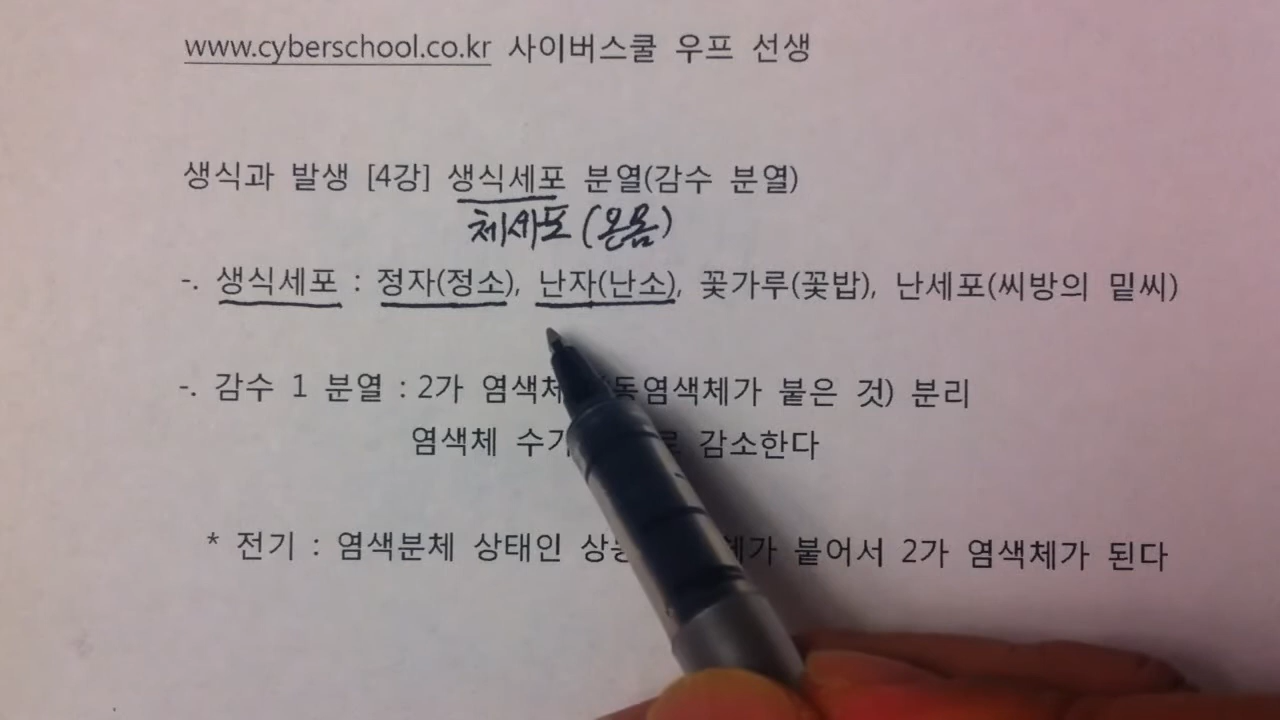 www.cyberschool.co.kr 사이버스쿨 우프 선생
생식과 발생 [4강] 생식세포 분열(감수 분열)
체세포 (온몸)
-. 생식세포 : 정자(정소), 난자(난소), 꽃가루(꽃밥), 난세포(씨방의 밑씨)
-. 감수 1 분열 : 2가 염색체 동염색체가 붙은 것) 분리
염색체 수가 감소한다
* 전기 : 염색분체 상태인 붙어서 2가 염색체가 된다